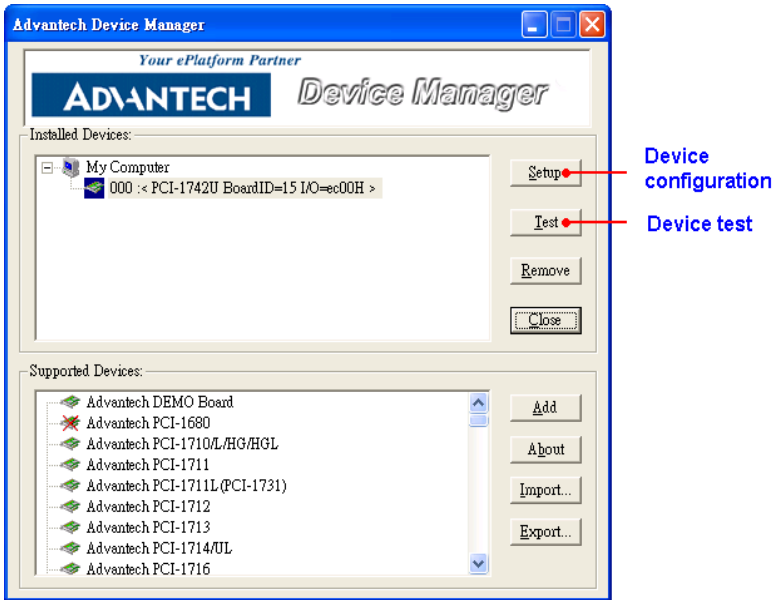 Advantech Device Manager
Your ePlatform Partner
ADVANTECH
Device Manager
Installed Devices:
My Computer
000 :< PCI-1742U BoardID=15 I/O=ec00H >
Setup
Device
configuration
Test
Device test
Remove
Close
Supported Devices:
Advantech DEMO Board
Advantech PCI-1680
Advantech PCI-1710/L/HG/HGL
Advantech PCI-1711
Advantech PCI-1711L(PCI-1731)
Advantech PCI-1712
Advantech PCI-1713
Advantech PCI-1714/UL
Advantech PCI-1716
Add
About
Import...
Export...